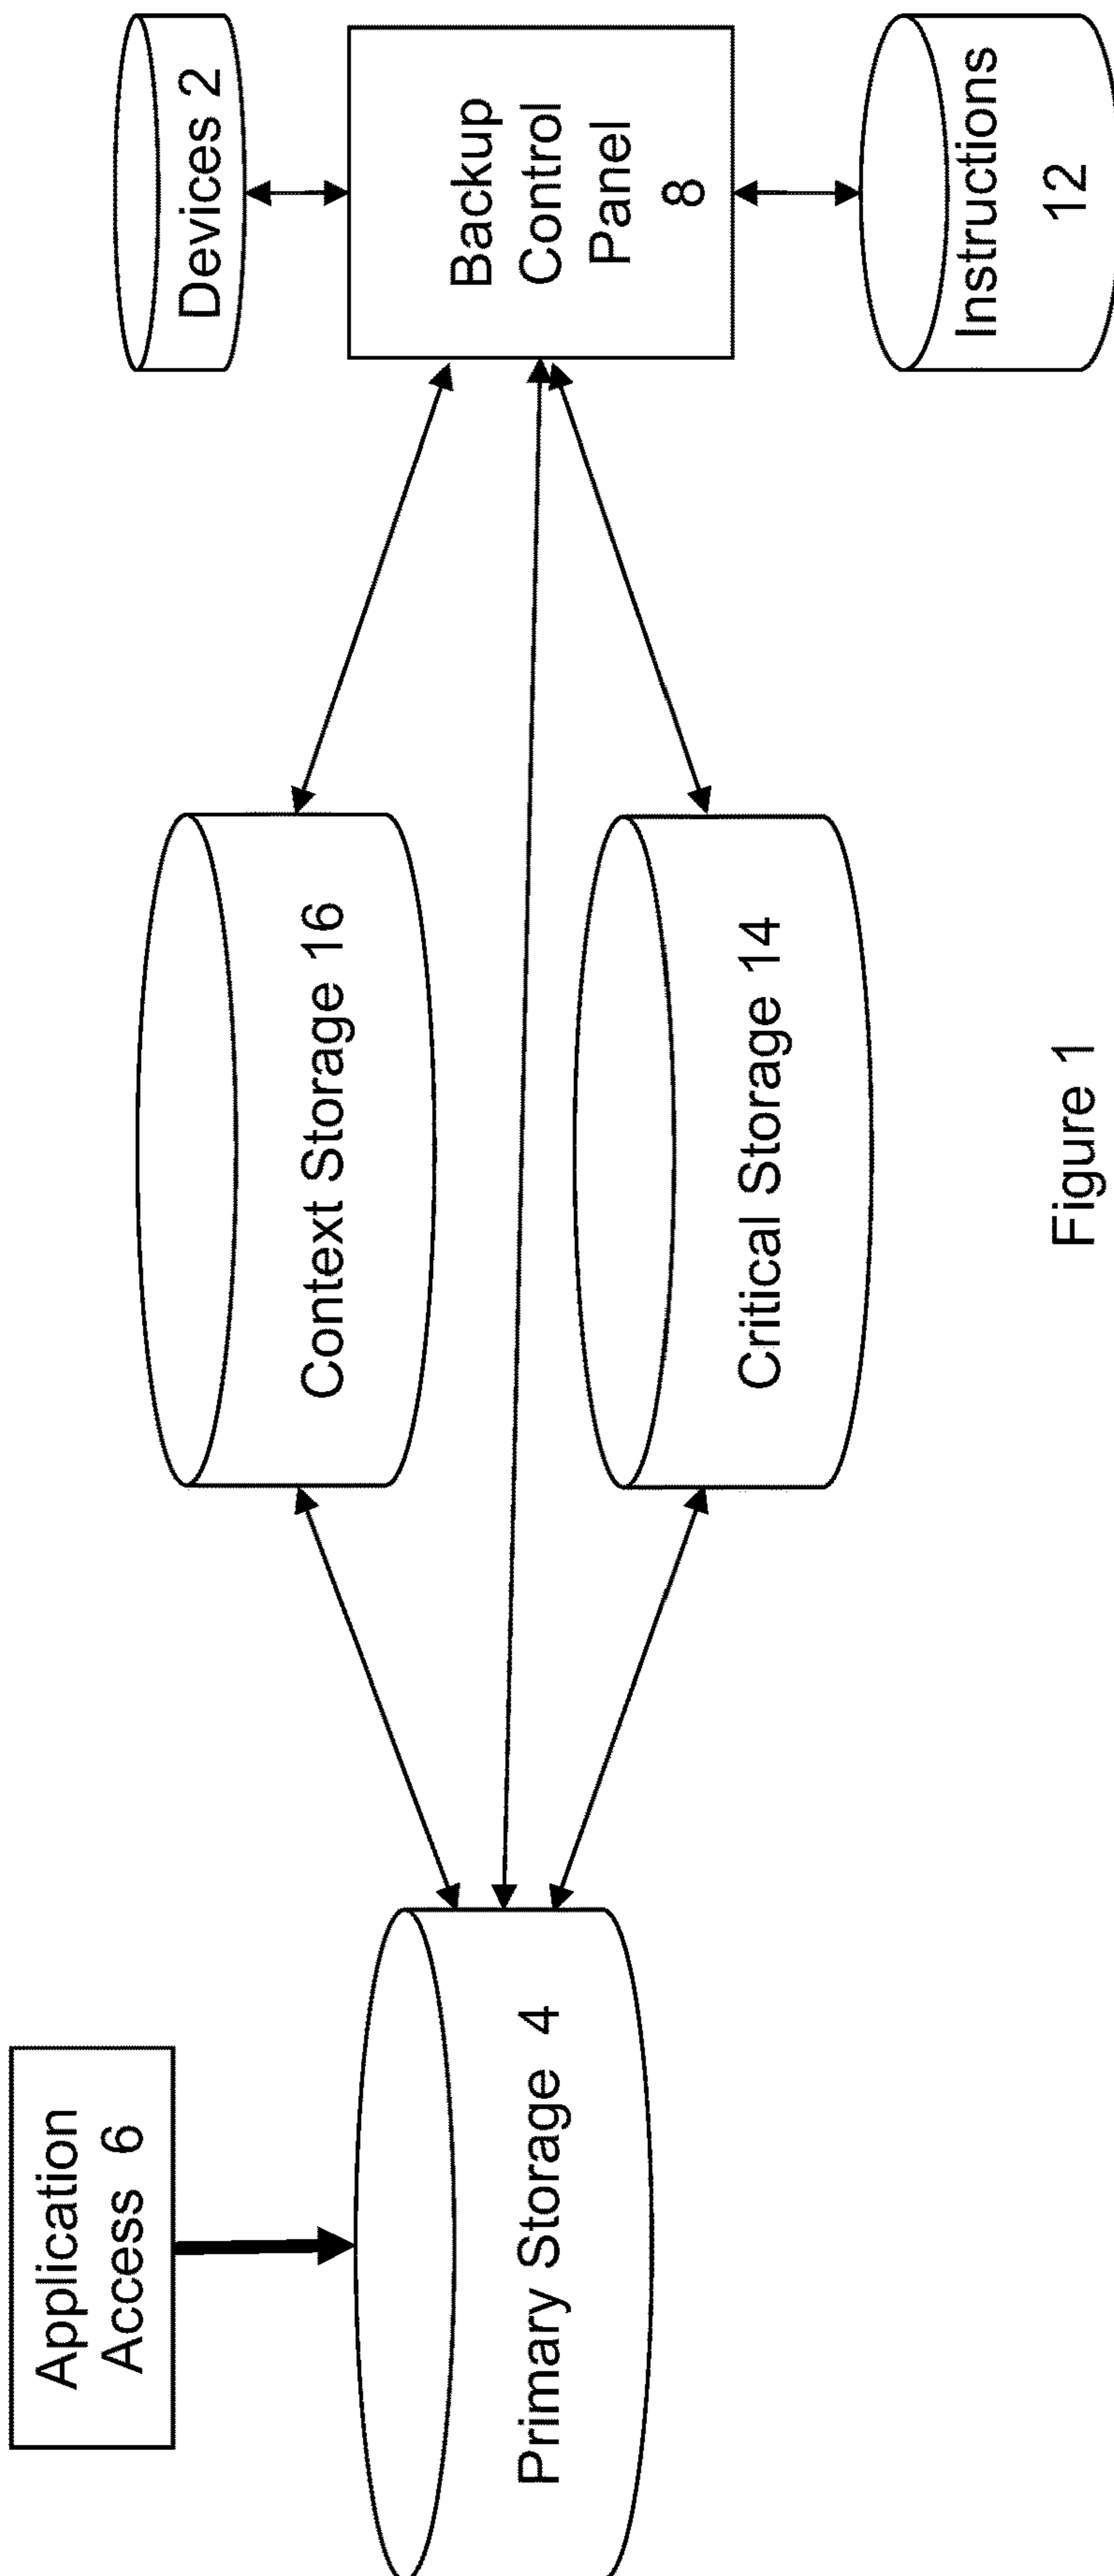 Application
Access 6
Primary Storage 4
Context Storage 16
Critical Storage 14
Devices 2
Backup
Control
Panel
8
Instructions
12
Figure 1